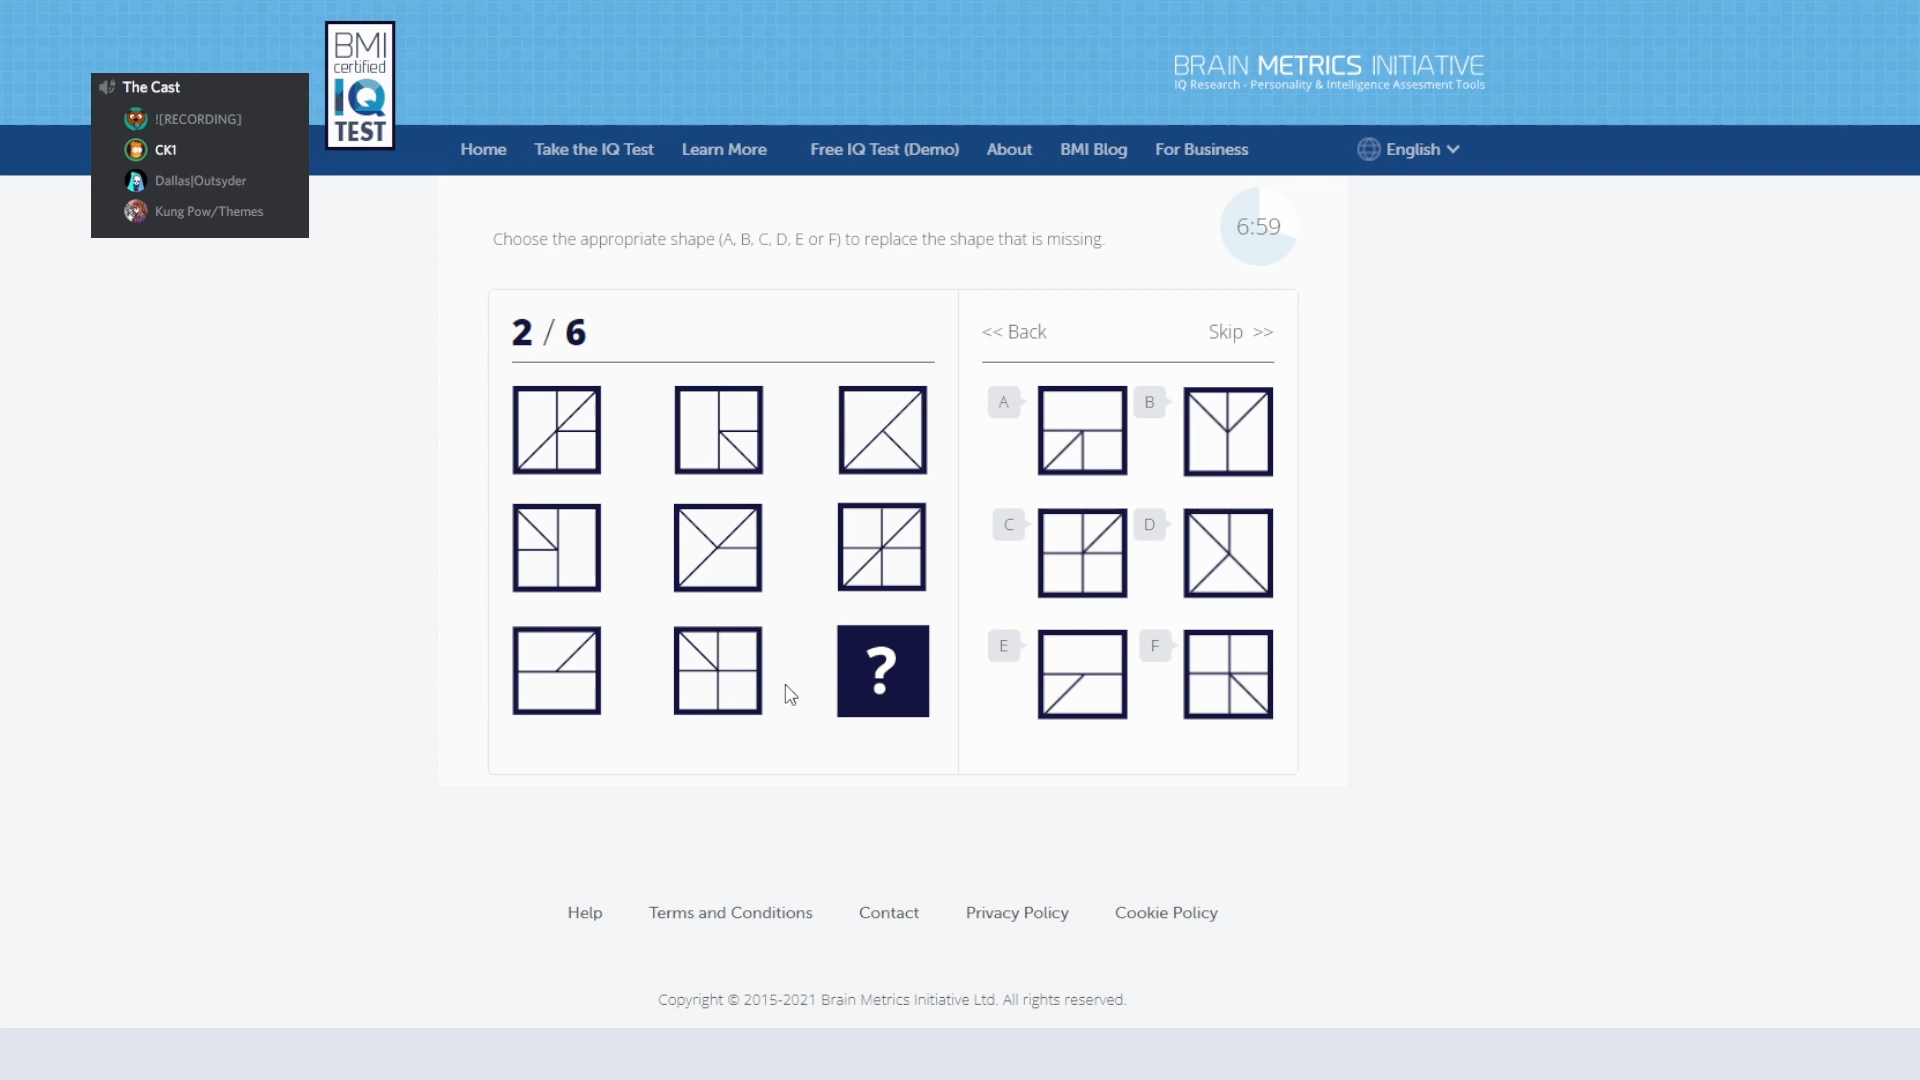 BMI
certified
IQ
TEST
BRAIN METRICS INITIATIVE
IQ Research - Personality & Intelligence Assesment Tools
The Cast
![RECORDING]
CK1
Dallas|Outsyder
Kung Pow/Themes
Home Take the IQ Test Learn More Free IQ Test (Demo) About BMI Blog For Business English
6:59
Choose the appropriate shape (A, B, C, D, E or F) to replace the shape that is missing.
2 / 6
<< Back Skip >>
A B
C D
E F
?
Help Terms and Conditions Contact Privacy Policy Cookie Policy
Copyright © 2015-2021 Brain Metrics Initiative Ltd. All rights reserved.